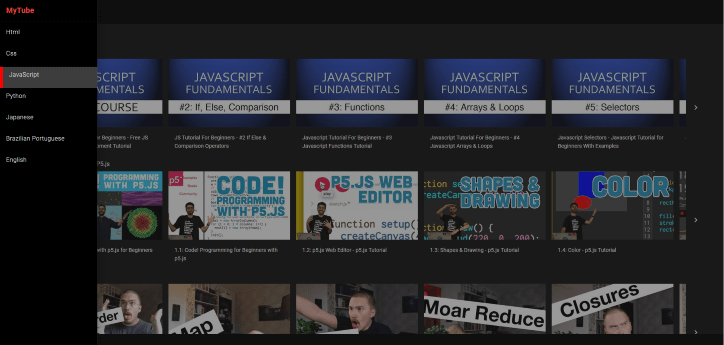 MyTube
Html
Css
JavaScript
Python
Japanese
Brazilian Portuguese
English
SCRIPT
AMENTALS
COURSE
JAVASCRIPT
FUNDAMENTALS
#2: If, Else, Comparison
JAVASCRIPT
FUNDAMENTALS
#3: Functions
JAVASCRIPT
FUNDAMENTALS
#4: Arrays & Loops
JAVASCRIPT
FUNDAMENTALS
#5: Selectors
or Beginners - Free JS
ement Tutorial
JS Tutorial For Beginners - #2 If Else &
Comparison Operators
Javascript Tutorial For Beginners - #3
Javascript Functions Tutorial
Javascript Tutorial For Beginners - #4
Javascript Arrays & Loops
Javascript Selectors - Javascript Tutorial for
Beginners With Examples
P5.js
PROGRAMMING
WITH P5.JS
p5
CODE!
PROGRAMMING
WITH P5.JS
P5.JS WEB
EDITOR
function setup()
createCanvas(
SHAPES &
DRAWING
COLOR
with p5.js for Beginners
1.1: Code! Programming for Beginners with
p5.js
1.2: p5.js Web Editor - p5.js Tutorial
1.3: Shapes & Drawing - p5.js Tutorial
1.4: Color - p5.js Tutorial
rder
Map
Moar Reduce
Closures